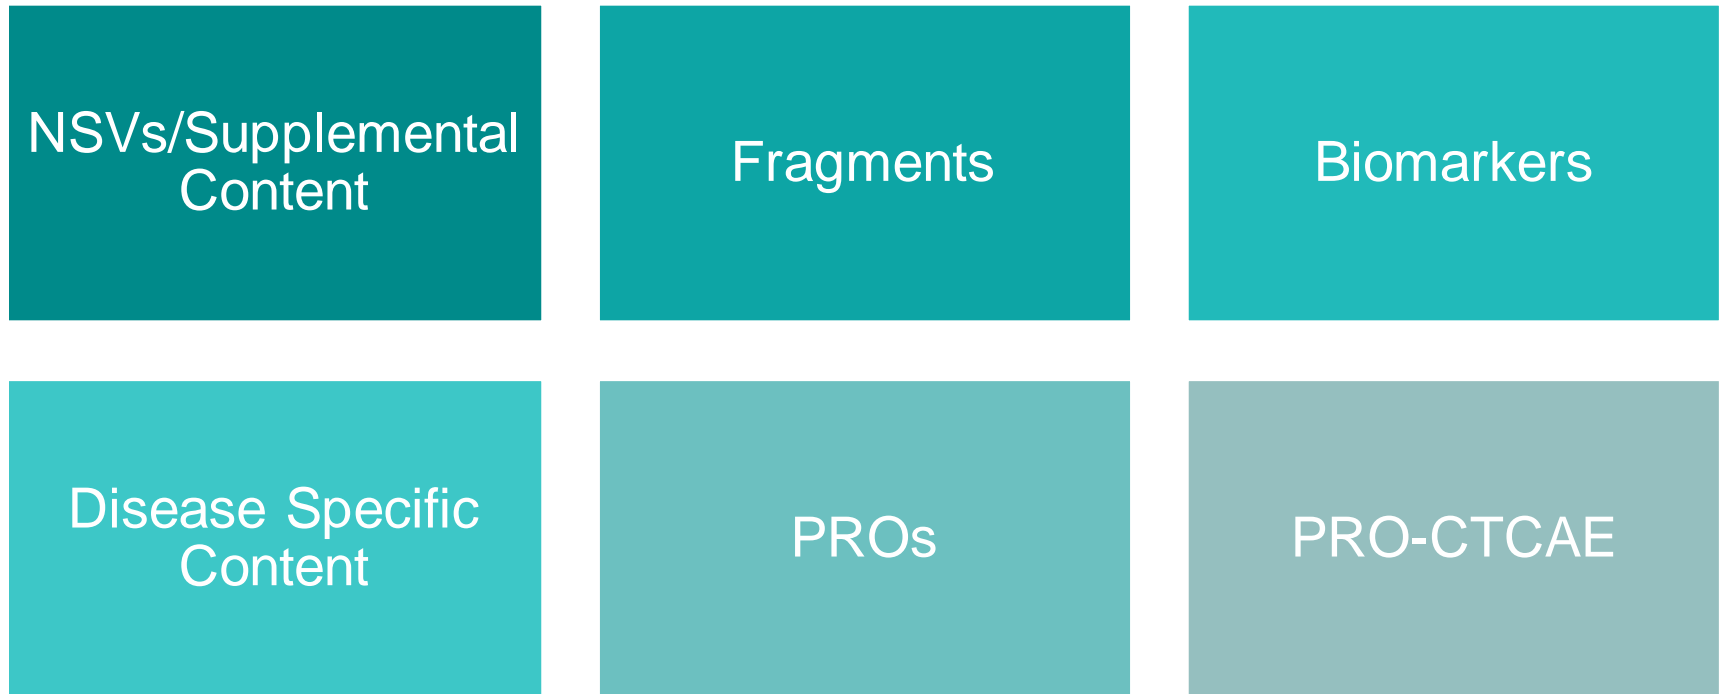 NSVs/Supplemental
Content
Fragments
Biomarkers
Disease Specific
Content
PROs
PRO-CTCAE